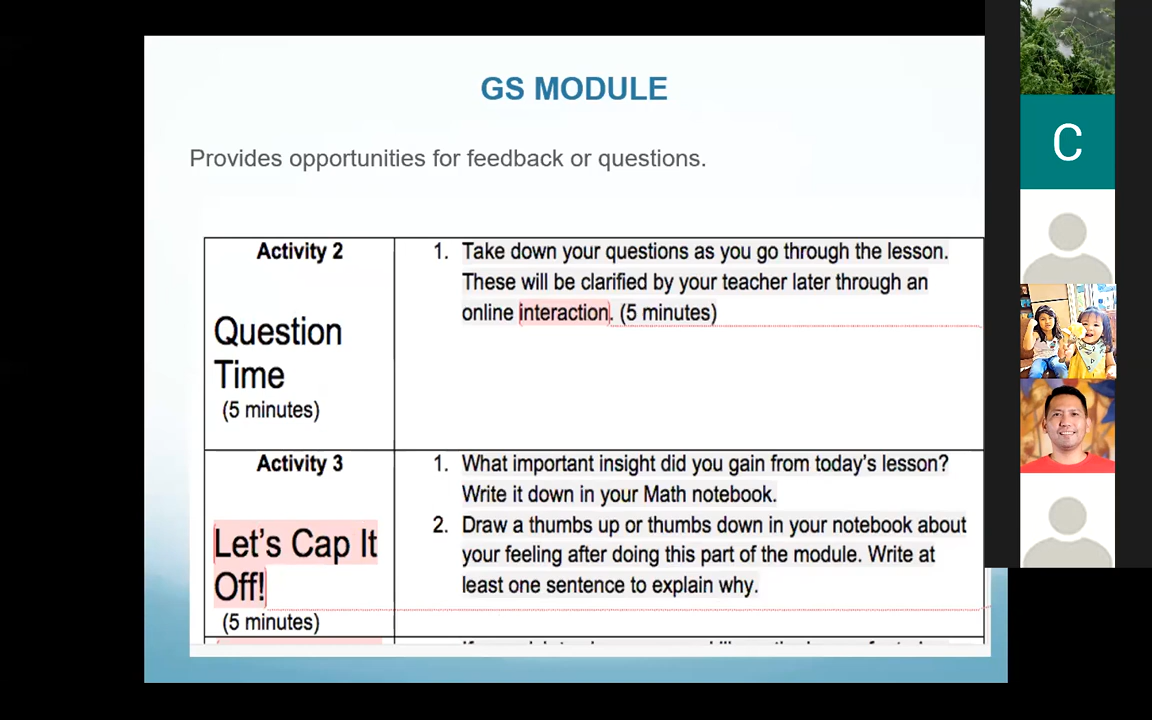 GS MODULE
Provides opportunities for feedback or questions.
Activity 2
Question
Time
(5 minutes)
1. Take down your questions as you go through the lesson.
These will be clarified by your teacher later through an
online interaction. (5 minutes)
Activity 3
Let's Cap It
Off!
(5 minutes)
1. What important insight did you gain from today's lesson?
Write it down in your Math notebook.
2. Draw a thumbs up or thumbs down in your notebook about
your feeling after doing this part of the module. Write at
least one sentence to explain why.
C